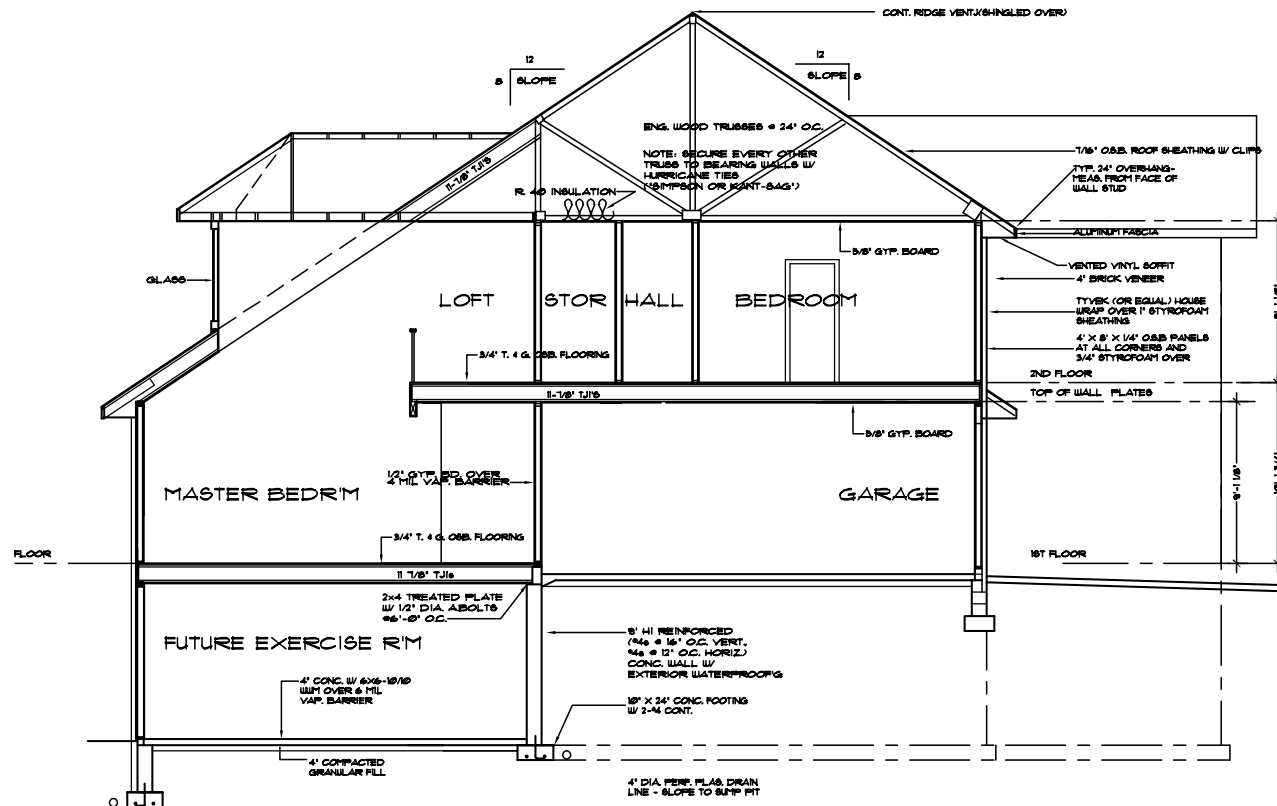 CONT. RIDGE VENT.(SHINGLED OVER)
12
8 SLOPE
12
SLOPE 8
ENG. WOOD TRUSSES @ 24" O.C.
NOTE: SECURE EVERY OTHER
TRUSS TO BEARING WALLS W/
HURRICANE TIES
("SIMPSON OR KANT-SAG")
7/16" O.S.B. ROOF SHEATHING W/ CLIPS
TYP. 24" OVERHANG-
MEAS. FROM FACE OF
WALL STUD
11-7/8" TJI'S
R. 40 INSULATION
ALUMINUM FASCIA
5/8" GYP. BOARD
VENTED VINYL SOFFIT
GLASS
4" BRICK VENEER
LOFT
STOR
HALL
BEDROOM
TYVEK (OR EQUAL) HOUSE
WRAP OVER 1" STYROFOAM
SHEATHING
4' X 8' X 1/4" O.S.B PANELS
AT ALL CORNERS AND
3/4" STYROFOAM OVER
3/4" T. & G. OSB. FLOORING
2ND FLOOR
11-7/8" TJI'S
TOP OF WALL PLATES
5/8" GYP. BOARD
1/2" GYP. BD. OVER
4 MIL VAP. BARRIER
MASTER BEDR'M
GARAGE
9'-1 1/8"
3/4" T. & G. OSB. FLOORING
FLOOR
1ST FLOOR
11 7/8" TJIs
2x4 TREATED PLATE
W/ 1/2" DIA. A.BOLTS
@6'-0" O.C.
FUTURE EXERCISE R'M
8" HI REINFORCED
(#4s @ 16" O.C. VERT.,
#4s @ 12" O.C. HORIZ.)
CONC. WALL W/
EXTERIOR WATERPROOF'G
4" CONC. W/ 6x6-10/10
WWM OVER 6 MIL
VAP. BARRIER
10" X 24" CONC. FOOTING
W/ 2-#4 CONT.
4" COMPACTED
GRANULAR FILL
4" DIA. PERF. PLAS. DRAIN
LINE - SLOPE TO SUMP PIT